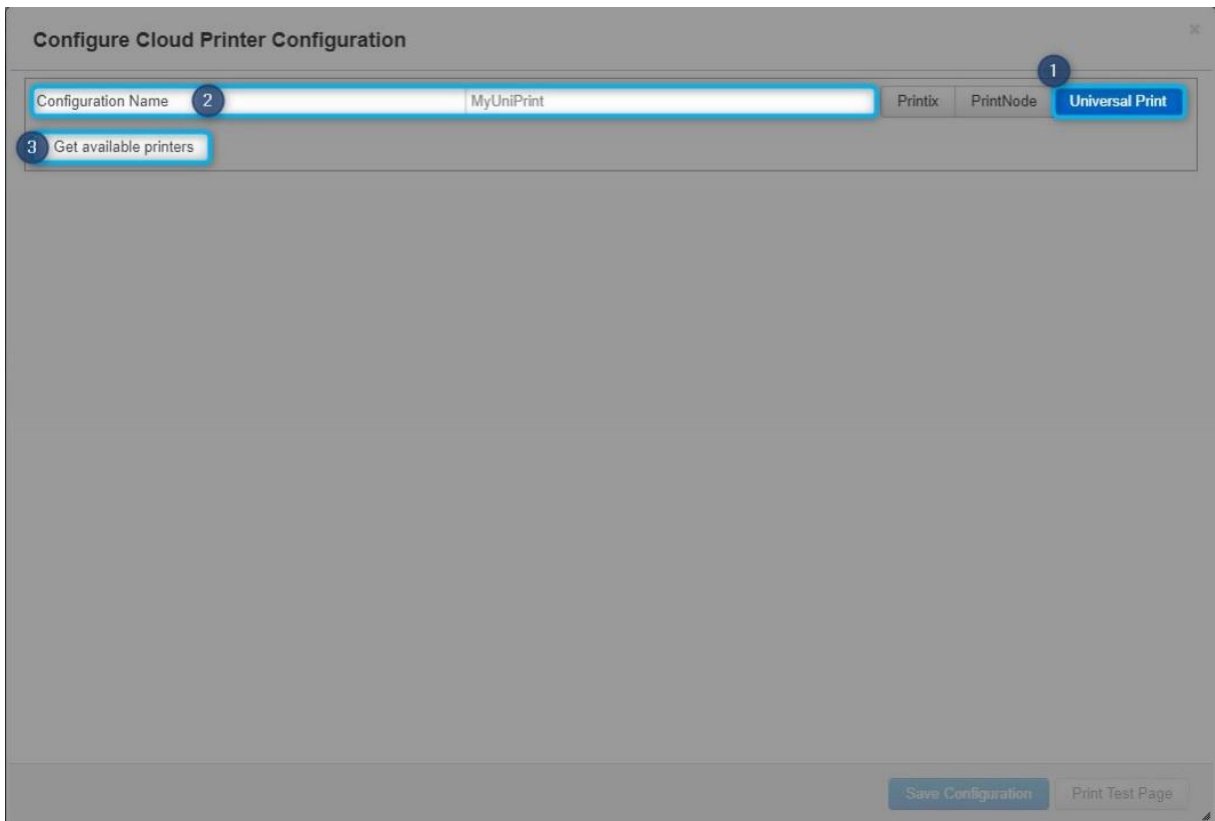 Configure Cloud Printer Configuration
1
Configuration Name 2 MyUniPrint Printix PrintNode Universal Print
3 Get available printers
Save Configuration Print Test Page